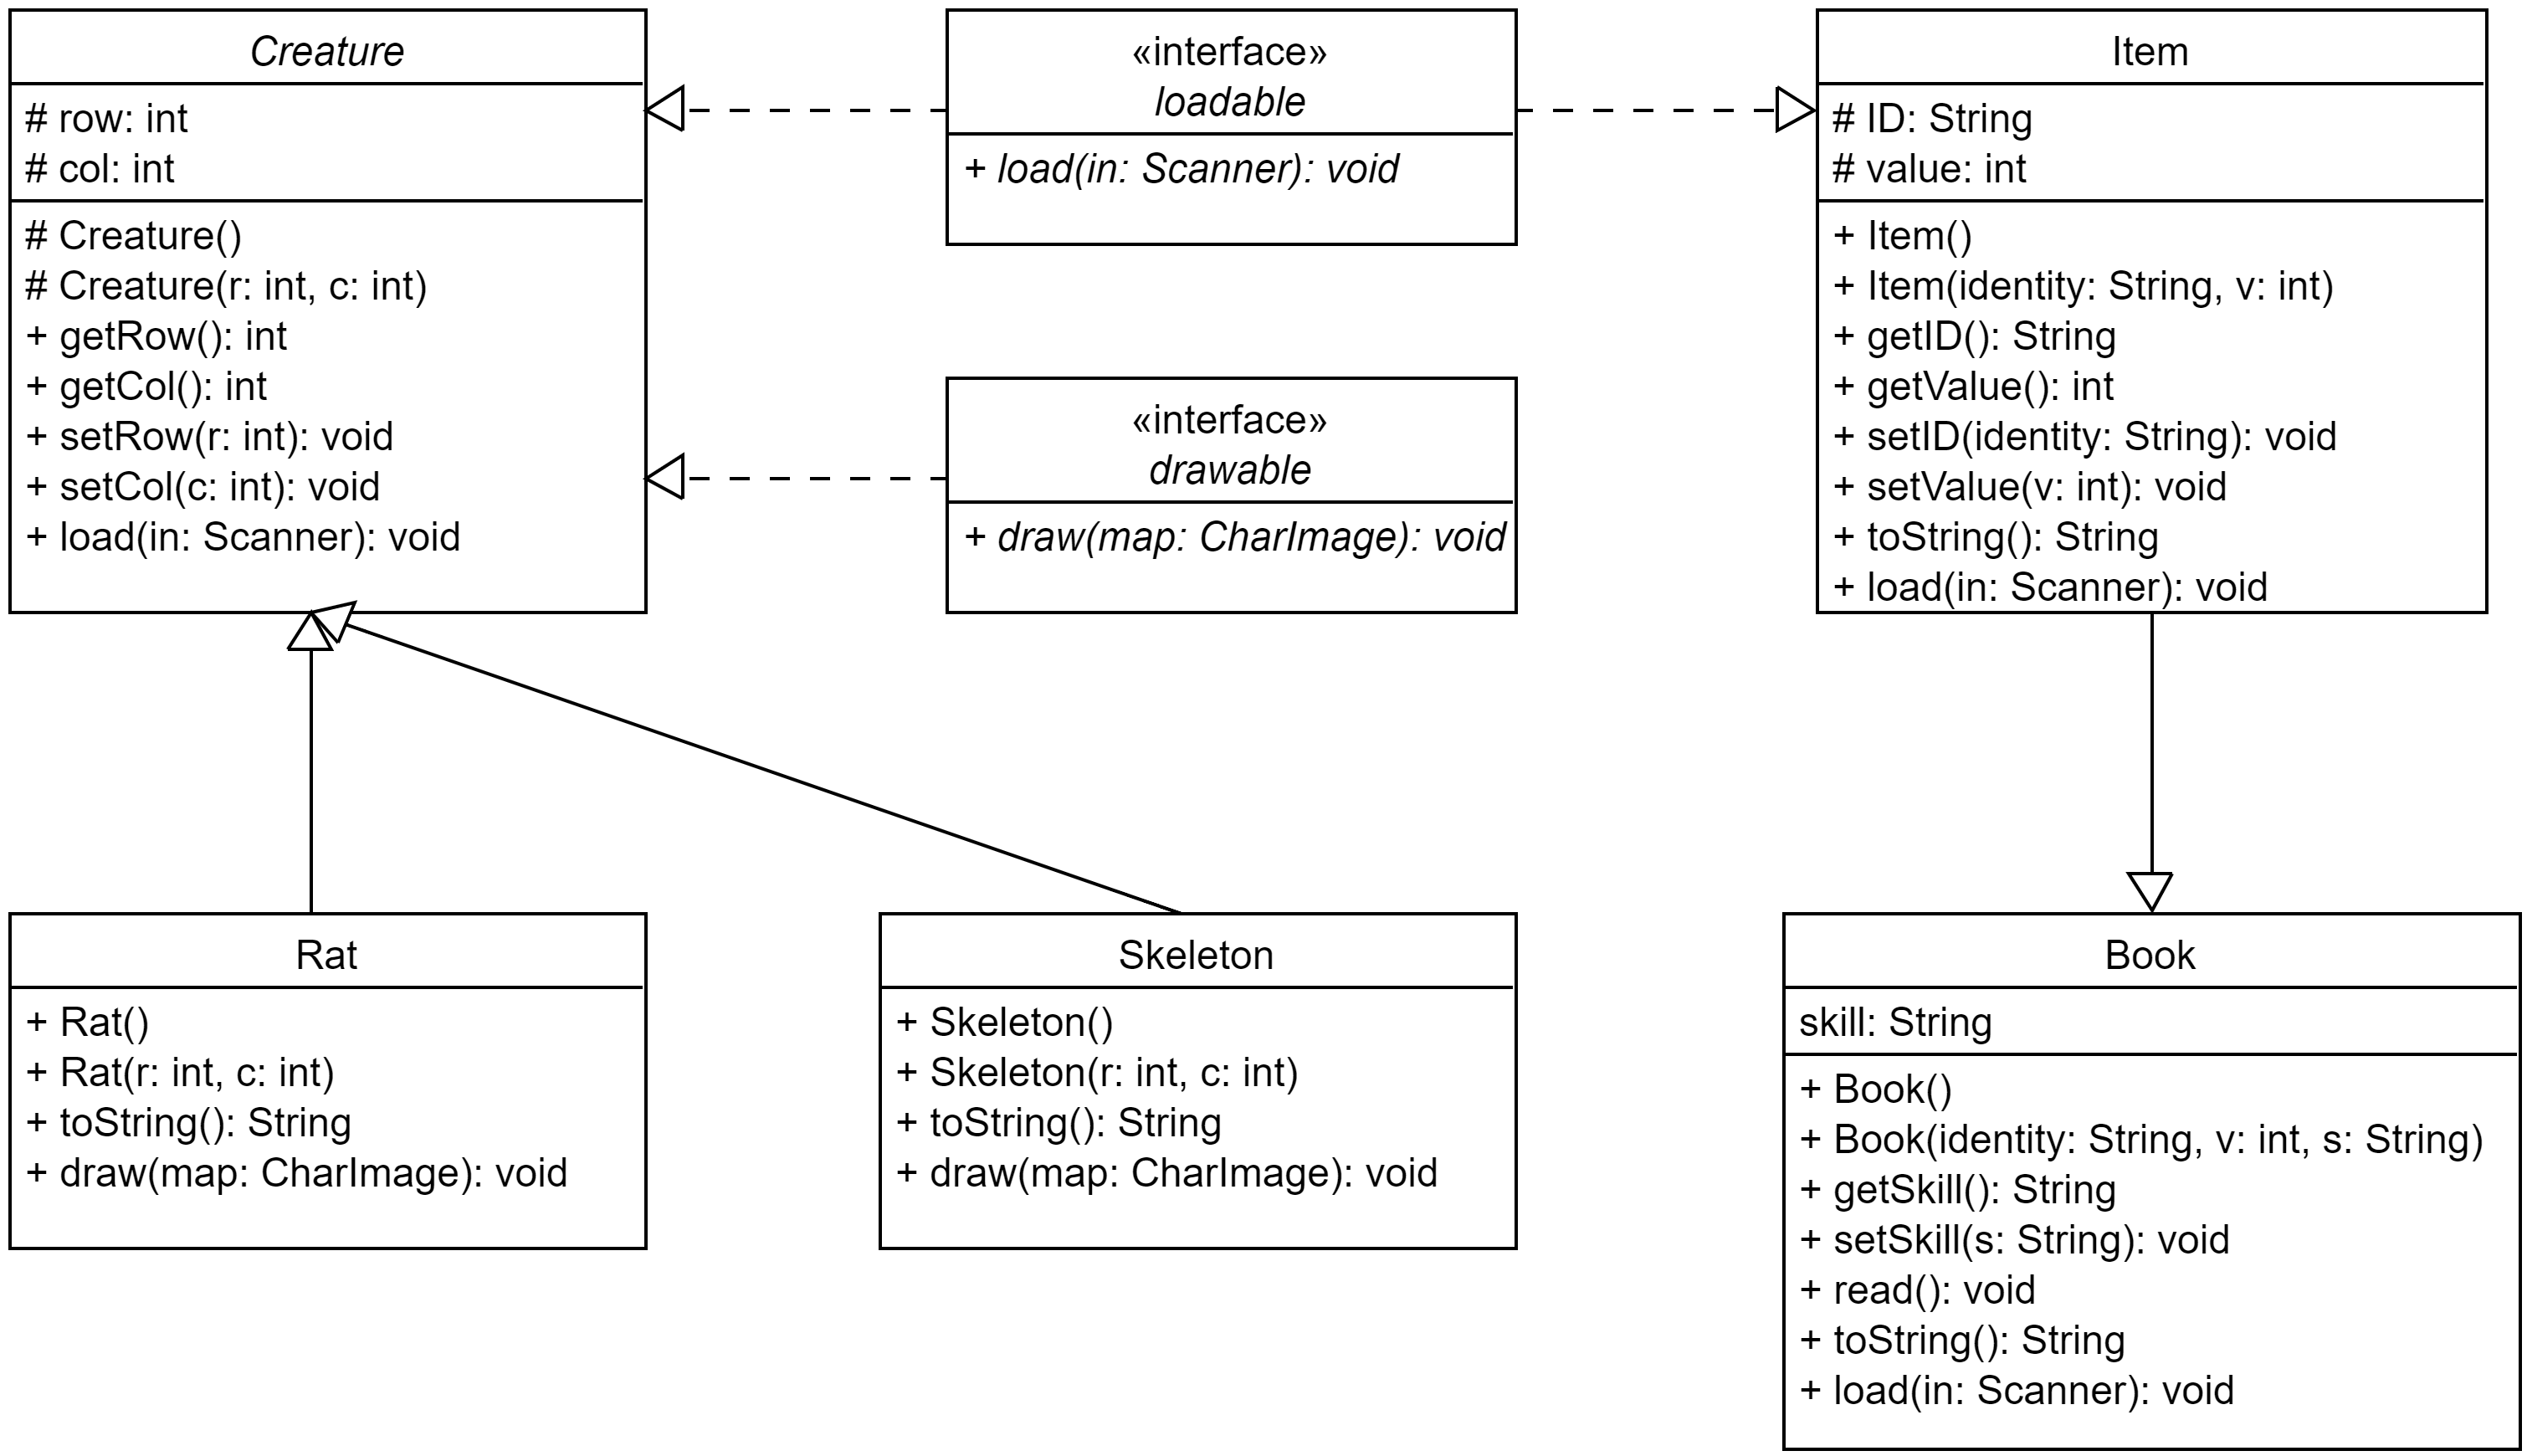 Creature
# row: int
# col: int
# Creature()
# Creature(r: int, c: int)
+ getRow(): int
+ getCol(): int
+ setRow(r: int): void
+ setCol(c: int): void
+ load(in: Scanner): void
«interface»
loadable
+ load(in: Scanner): void
«interface»
drawable
+ draw(map: CharImage): void
Item
# ID: String
# value: int
+ Item()
+ Item(identity: String, v: int)
+ getID(): String
+ getValue(): int
+ setID(identity: String): void
+ setValue(v: int): void
+ toString(): String
+ load(in: Scanner): void
Rat
+ Rat()
+ Rat(r: int, c: int)
+ toString(): String
+ draw(map: CharImage): void
Skeleton
+ Skeleton()
+ Skeleton(r: int, c: int)
+ toString(): String
+ draw(map: CharImage): void
Book
skill: String
+ Book()
+ Book(identity: String, v: int, s: String)
+ getSkill(): String
+ setSkill(s: String): void
+ read(): void
+ toString(): String
+ load(in: Scanner): void